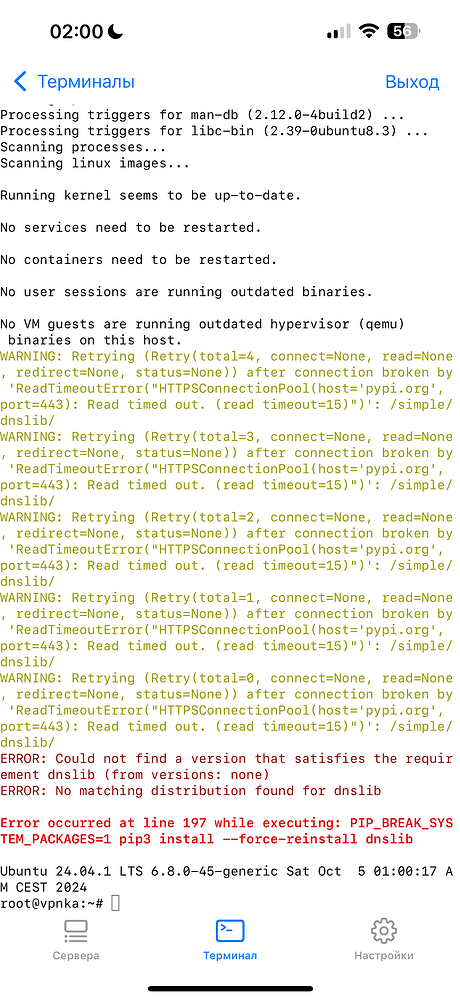 02:00
56
Терминалы
Выход
Processing triggers for man-db (2.12.0-4build2) ...
Processing triggers for libc-bin (2.39-0ubuntu8.3) ...
Scanning processes...
Scanning linux images...
Running kernel seems to be up-to-date.
No services need to be restarted.
No containers need to be restarted.
No user sessions are running outdated binaries.
No VM guests are running outdated hypervisor (qemu)
 binaries on this host.
WARNING: Retrying (Retry(total=4, connect=None, read=None
, redirect=None, status=None)) after connection broken by
 'ReadTimeoutError("HTTPSConnectionPool(host='pypi.org',
port=443): Read timed out. (read timeout=15)")': /simple/
dnslib/
WARNING: Retrying (Retry(total=3, connect=None, read=None
, redirect=None, status=None)) after connection broken by
 'ReadTimeoutError("HTTPSConnectionPool(host='pypi.org',
port=443): Read timed out. (read timeout=15)")': /simple/
dnslib/
WARNING: Retrying (Retry(total=2, connect=None, read=None
, redirect=None, status=None)) after connection broken by
 'ReadTimeoutError("HTTPSConnectionPool(host='pypi.org',
port=443): Read timed out. (read timeout=15)")': /simple/
dnslib/
WARNING: Retrying (Retry(total=1, connect=None, read=None
, redirect=None, status=None)) after connection broken by
 'ReadTimeoutError("HTTPSConnectionPool(host='pypi.org',
port=443): Read timed out. (read timeout=15)")': /simple/
dnslib/
WARNING: Retrying (Retry(total=0, connect=None, read=None
, redirect=None, status=None)) after connection broken by
 'ReadTimeoutError("HTTPSConnectionPool(host='pypi.org',
port=443): Read timed out. (read timeout=15)")': /simple/
dnslib/
ERROR: Could not find a version that satisfies the requir
ement dnslib (from versions: none)
ERROR: No matching distribution found for dnslib
Error occurred at line 197 while executing: PIP_BREAK_SYS
TEM_PACKAGES=1 pip3 install --force-reinstall dnslib
Ubuntu 24.04.1 LTS 6.8.0-45-generic Sat Oct  5 01:00:17 A
M CEST 2024
root@vpnka:~#
Сервера
Терминал
Настройки